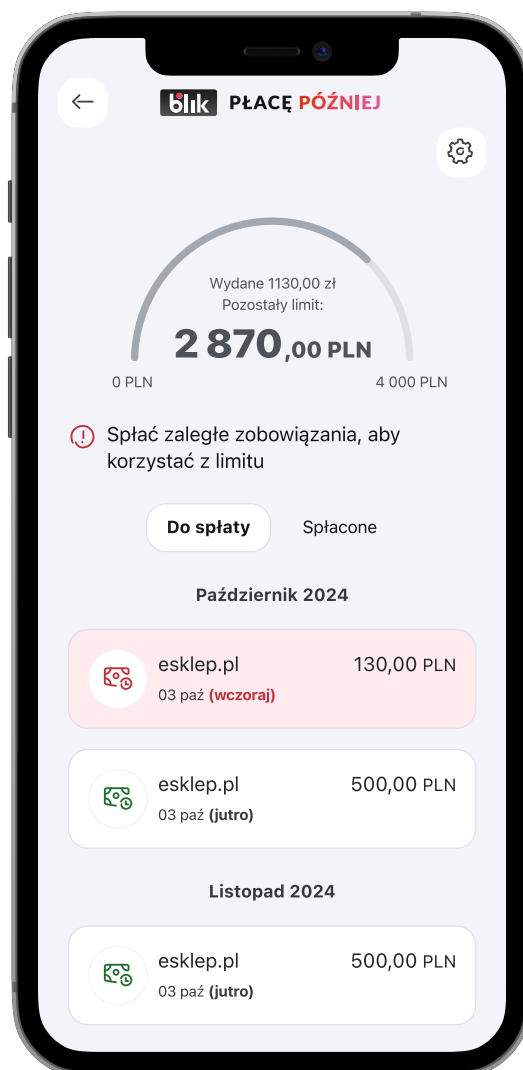 blik PŁACĘ PÓŹNIEJ
Wydane 1130,00 zł
Pozostały limit:
2 870,00 PLN
0 PLN
4 000 PLN
Spłać zaległe zobowiązania, aby
korzystać z limitu
Do spłaty
Spłacone
Październik 2024
esklep.pl
130,00 PLN
03 paź (wczoraj)
esklep.pl
500,00 PLN
03 paź (jutro)
Listopad 2024
esklep.pl
500,00 PLN
03 paź (jutro)